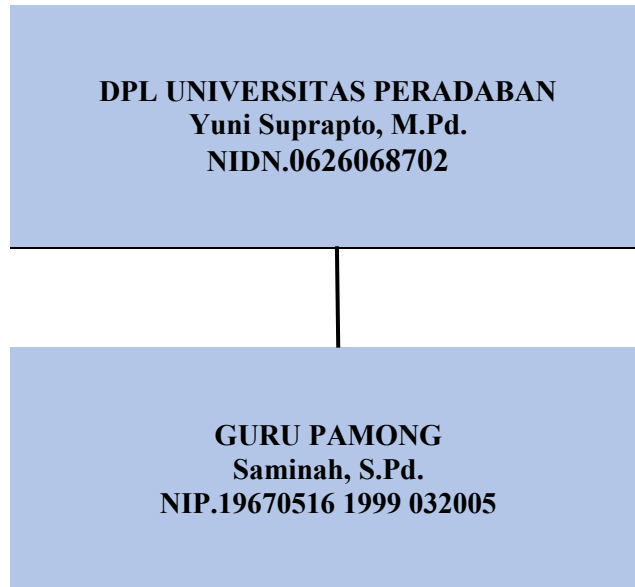 DPL UNIVERSITAS PERADABAN
Yuni Suprapto, M.Pd.
NIDN.0626068702
GURU PAMONG
Saminah, S.Pd.
NIP.19670516 1999 032005